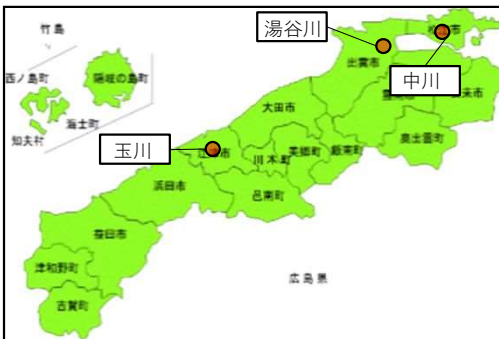 竹島
湯谷川
中川
西ノ島町
隠岐の島町
海士町
知夫村
出雲市
大田市
玉川
川本町
美郷町
飯南町
奥出雲町
浜田市
邑南町
益田市
津和野町
吉賀町
広島県